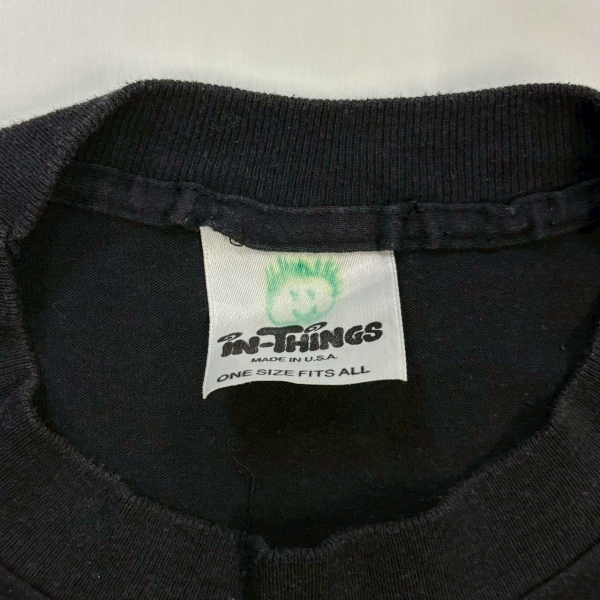 in-Things
MADE IN U.S.A.
ONE SIZE FITS ALL